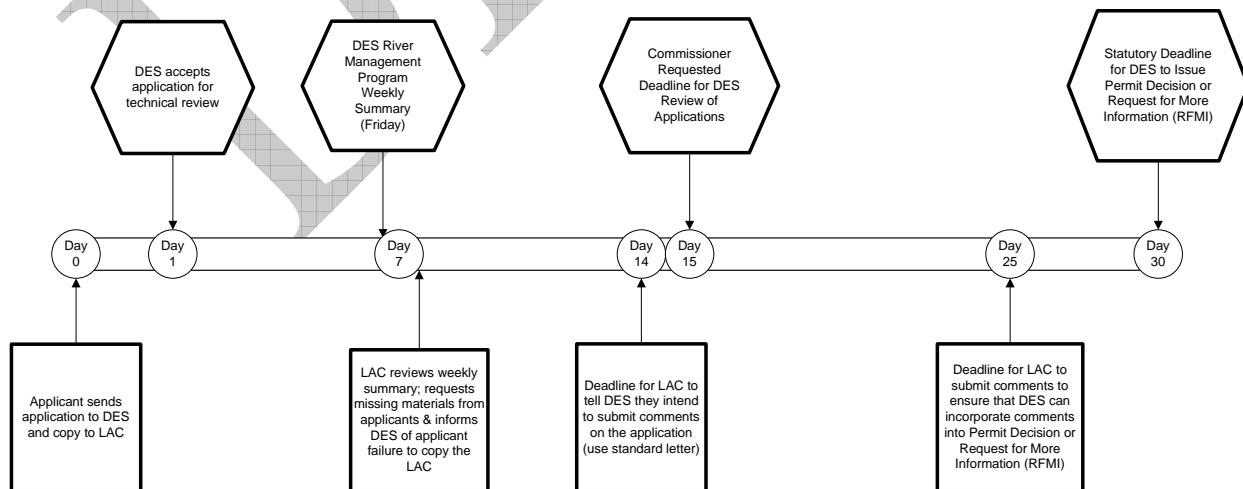 DES accepts
application for
technical review
DES River
Management
Program
Weekly
Summary
(Friday)
Commissioner
Requested
Deadline for DES
Review of
Applications
Statutory Deadline
for DES to Issue
Permit Decision or
Request for More
Information (RFMI)
Day
0
Day
1
Day
7
Day
14
Day
15
Day
25
Day
30
Applicant sends
application to DES
and copy to LAC
LAC reviews weekly
summary; requests
missing materials from
applicants & informs
DES of applicant
failure to copy the
LAC
Deadline for LAC to
tell DES they intend
to submit comments
on the application
(use standard letter)
Deadline for LAC to
submit comments to
ensure that DES can
incorporate comments
into Permit Decision or
Request for More
Information (RFMI)